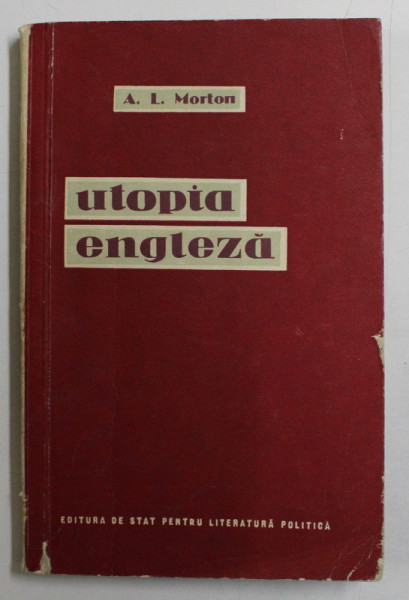 A. L. Morton
utopia
engleză
EDITURA DE STAT PENTRU LITERATURĂ POLITICĂ